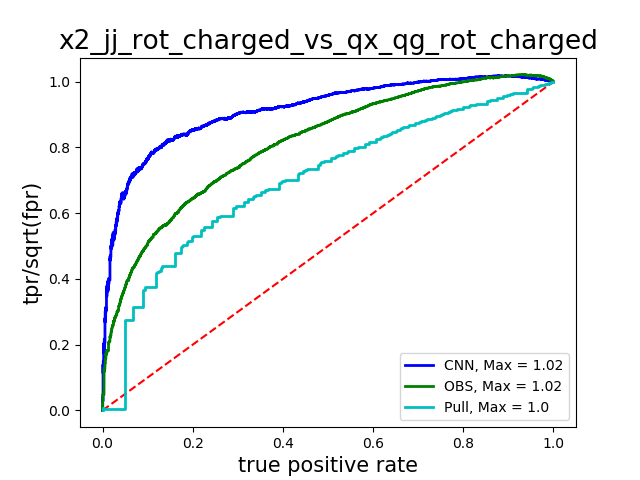 x2_jj_rot_charged_vs_qx_qg_rot_charged
tpr/sqrt(fpr)
1.0
0.8
0.6
0.4
0.2
0.0
CNN, Max = 1.02
OBS, Max = 1.02
Pull, Max = 1.0
0.0 0.2 0.4 0.6 0.8 1.0
true positive rate